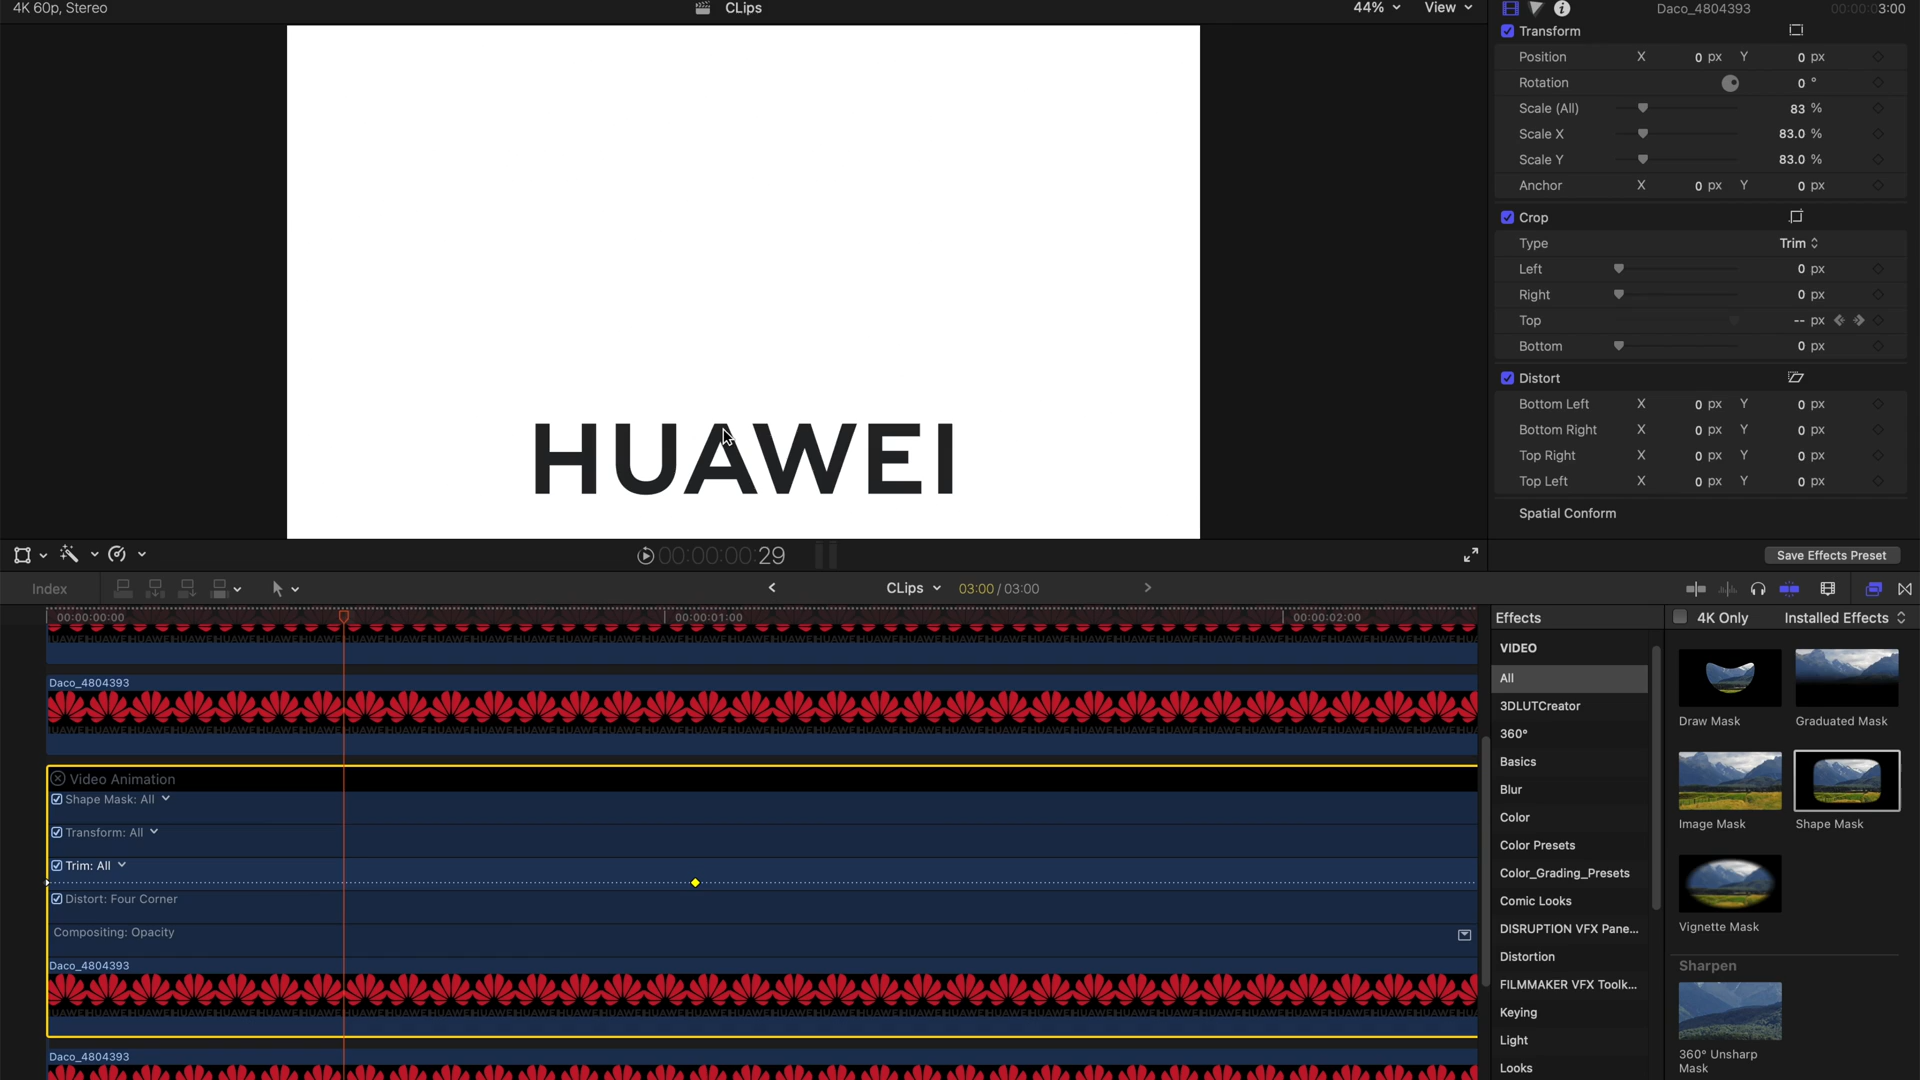 4K 60p, Stereo
CLips
44%
View
Daco_4804393
00:00:03:00
Transform
Position X 0 px Y 0 px
Rotation 0 °
Scale (All) 83 %
Scale X 83.0 %
Scale Y 83.0 %
Anchor X 0 px Y 0 px
Crop
Type Trim
Left 0 px
Right 0 px
Top -- px
Bottom 0 px
Distort
Bottom Left X 0 px Y 0 px
Bottom Right X 0 px Y 0 px
Top Right X 0 px Y 0 px
Top Left X 0 px Y 0 px
Spatial Conform
HUAWEI
00:00:00:29
Save Effects Preset
Index
CLips
03:00 / 03:00
00:00:00:00
00:00:01:00
00:00:02:00
Daco_4804393
Video Animation
Shape Mask: All
Transform: All
Trim: All
Distort: Four Corner
Compositing: Opacity
Daco_4804393
Daco_4804393
Effects
4K Only
Installed Effects
VIDEO
All
3DLUTCreator
360°
Basics
Blur
Color
Color Presets
Color_Grading_Presets
Comic Looks
DISRUPTION VFX Pane...
Distortion
FILMMAKER VFX Toolk...
Keying
Light
Looks
Draw Mask
Graduated Mask
Image Mask
Shape Mask
Vignette Mask
Sharpen
360° Unsharp
Mask